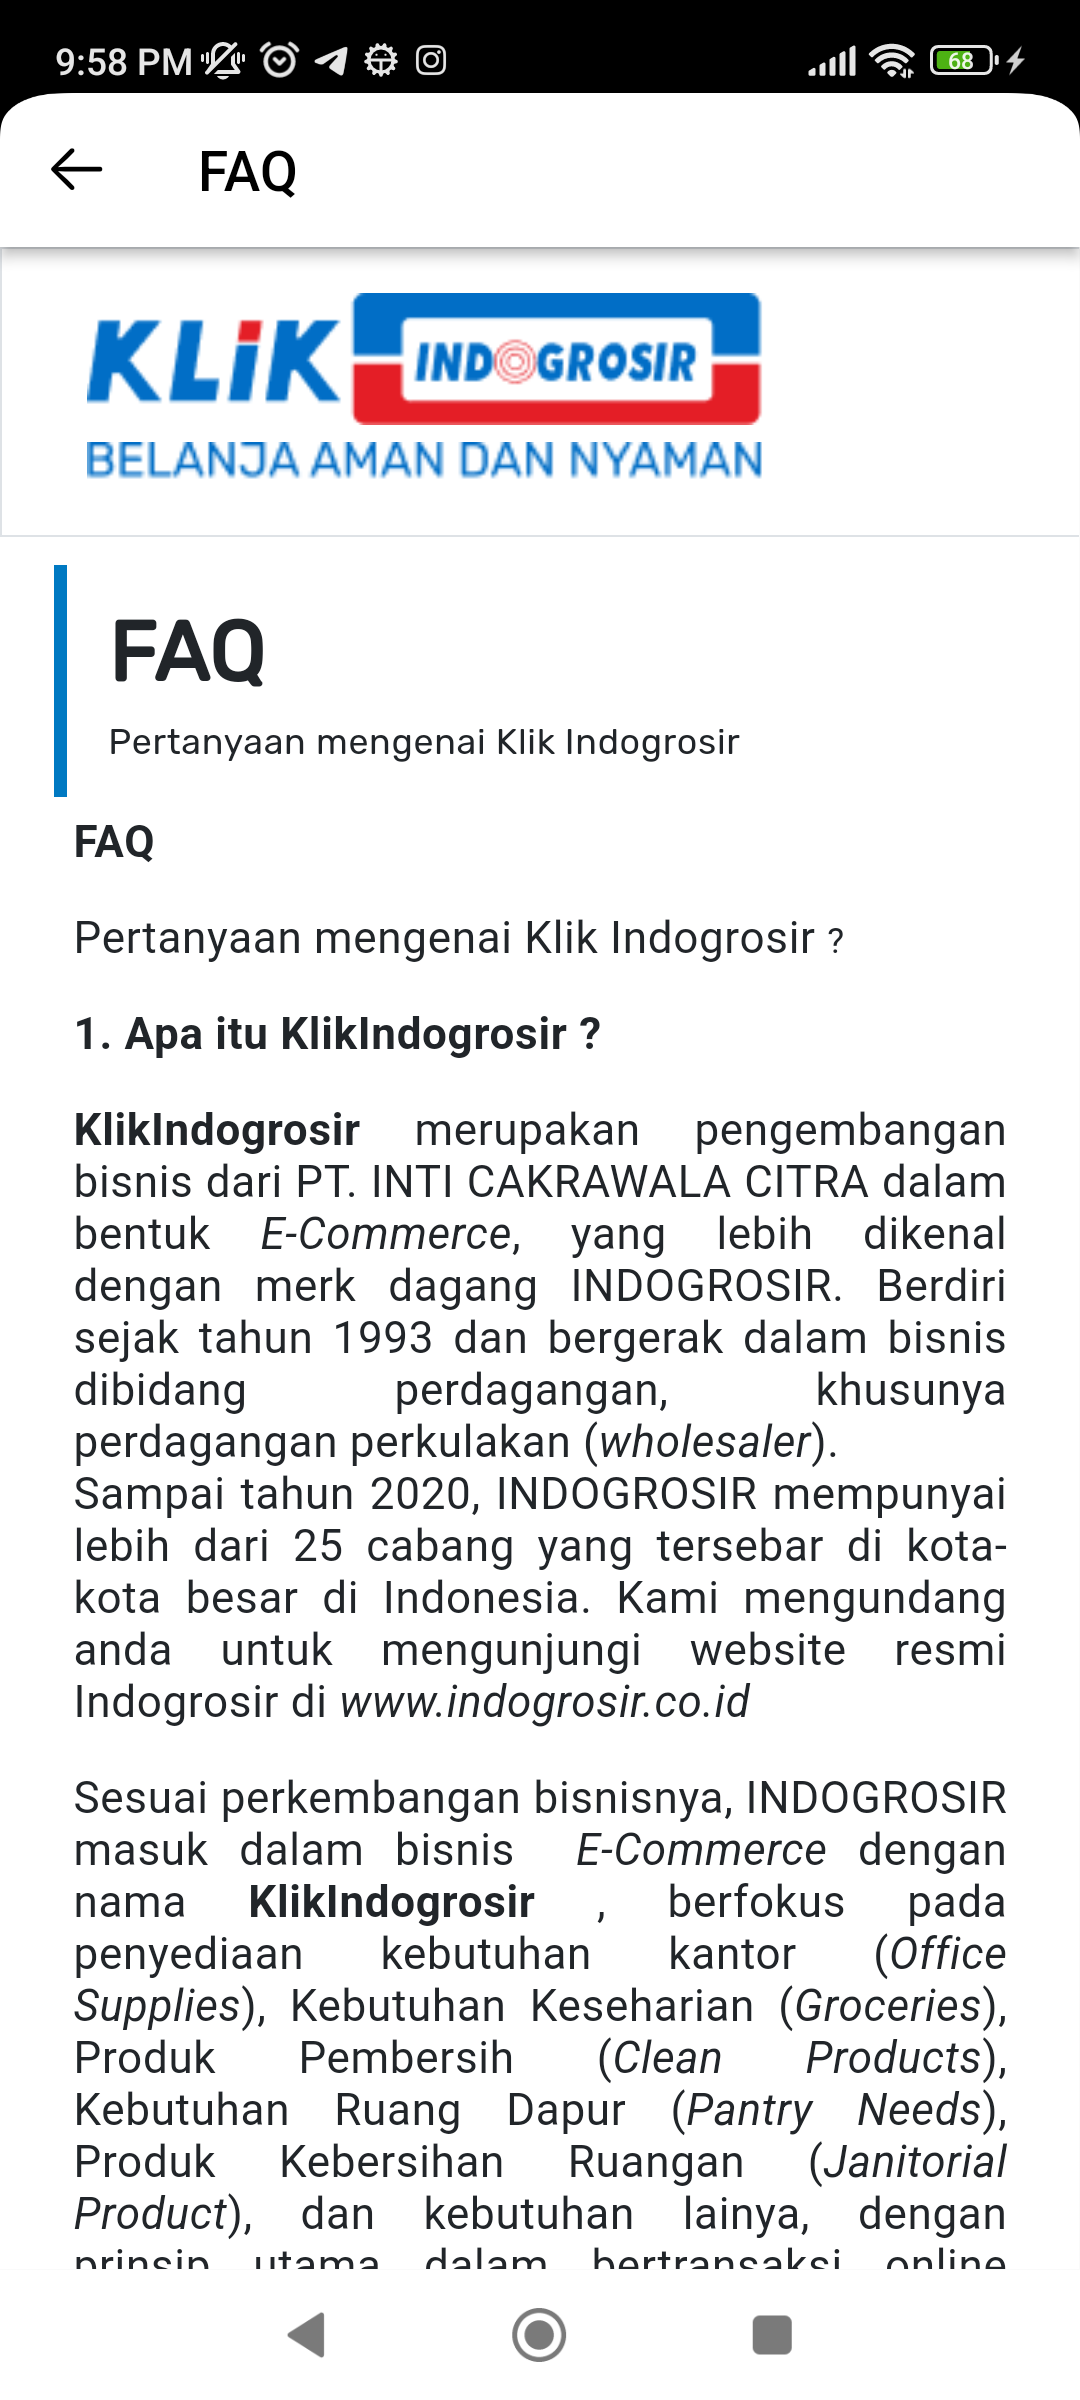 9:58 PM
68
FAQ
KLiK INDOGROSIR
BELANJA AMAN DAN NYAMAN
FAQ
Pertanyaan mengenai Klik Indogrosir
FAQ
Pertanyaan mengenai Klik Indogrosir ?
1. Apa itu KlikIndogrosir ?
KlikIndogrosir merupakan pengembangan
bisnis dari PT. INTI CAKRAWALA CITRA dalam
bentuk E-Commerce, yang lebih dikenal
dengan merk dagang INDOGROSIR. Berdiri
sejak tahun 1993 dan bergerak dalam bisnis
dibidang perdagangan, khusunya
perdagangan perkulakan (wholesaler).
Sampai tahun 2020, INDOGROSIR mempunyai
lebih dari 25 cabang yang tersebar di kota-
kota besar di Indonesia. Kami mengundang
anda untuk mengunjungi website resmi
Indogrosir di www.indogrosir.co.id
Sesuai perkembangan bisnisnya, INDOGROSIR
masuk dalam bisnis E-Commerce dengan
nama KlikIndogrosir , berfokus pada
penyediaan kebutuhan kantor (Office
Supplies), Kebutuhan Keseharian (Groceries),
Produk Pembersih (Clean Products),
Kebutuhan Ruang Dapur (Pantry Needs),
Produk Kebersihan Ruangan (Janitorial
Product), dan kebutuhan lainya, dengan
prinsip utama dalam bertransaksi online